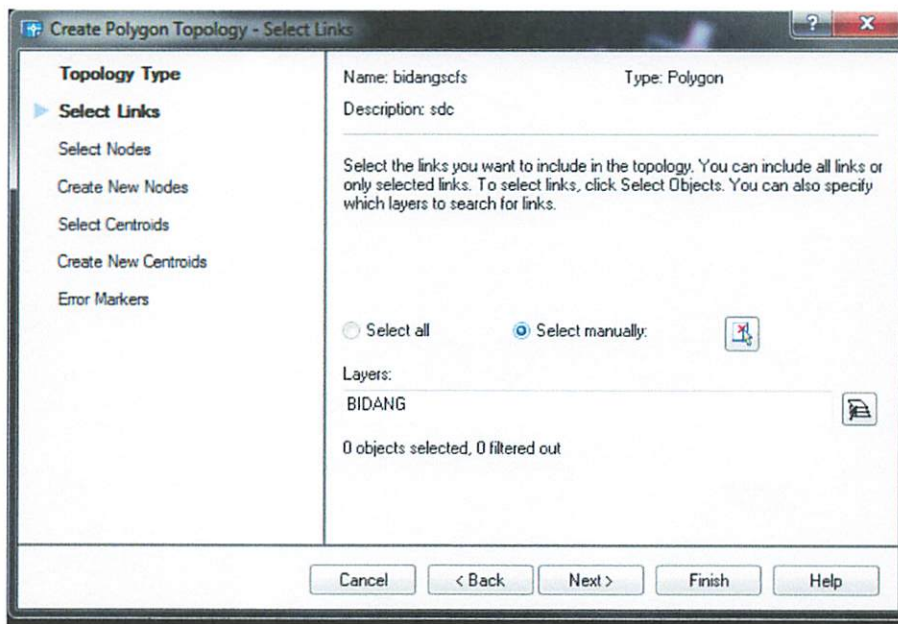 Create Polygon Topology - Select Links
?
X
Topology Type
Select Links
Select Nodes
Create New Nodes
Select Centroids
Create New Centroids
Error Markers
Name: bidangscfs
Type: Polygon
Description: sdc
Select the links you want to include in the topology. You can include all links or
only selected links. To select links, click Select Objects. You can also specify
which layers to search for links.
Select all
Select manually:
Layers:
BIDANG
0 objects selected, 0 filtered out
Cancel
< Back
Next >
Finish
Help